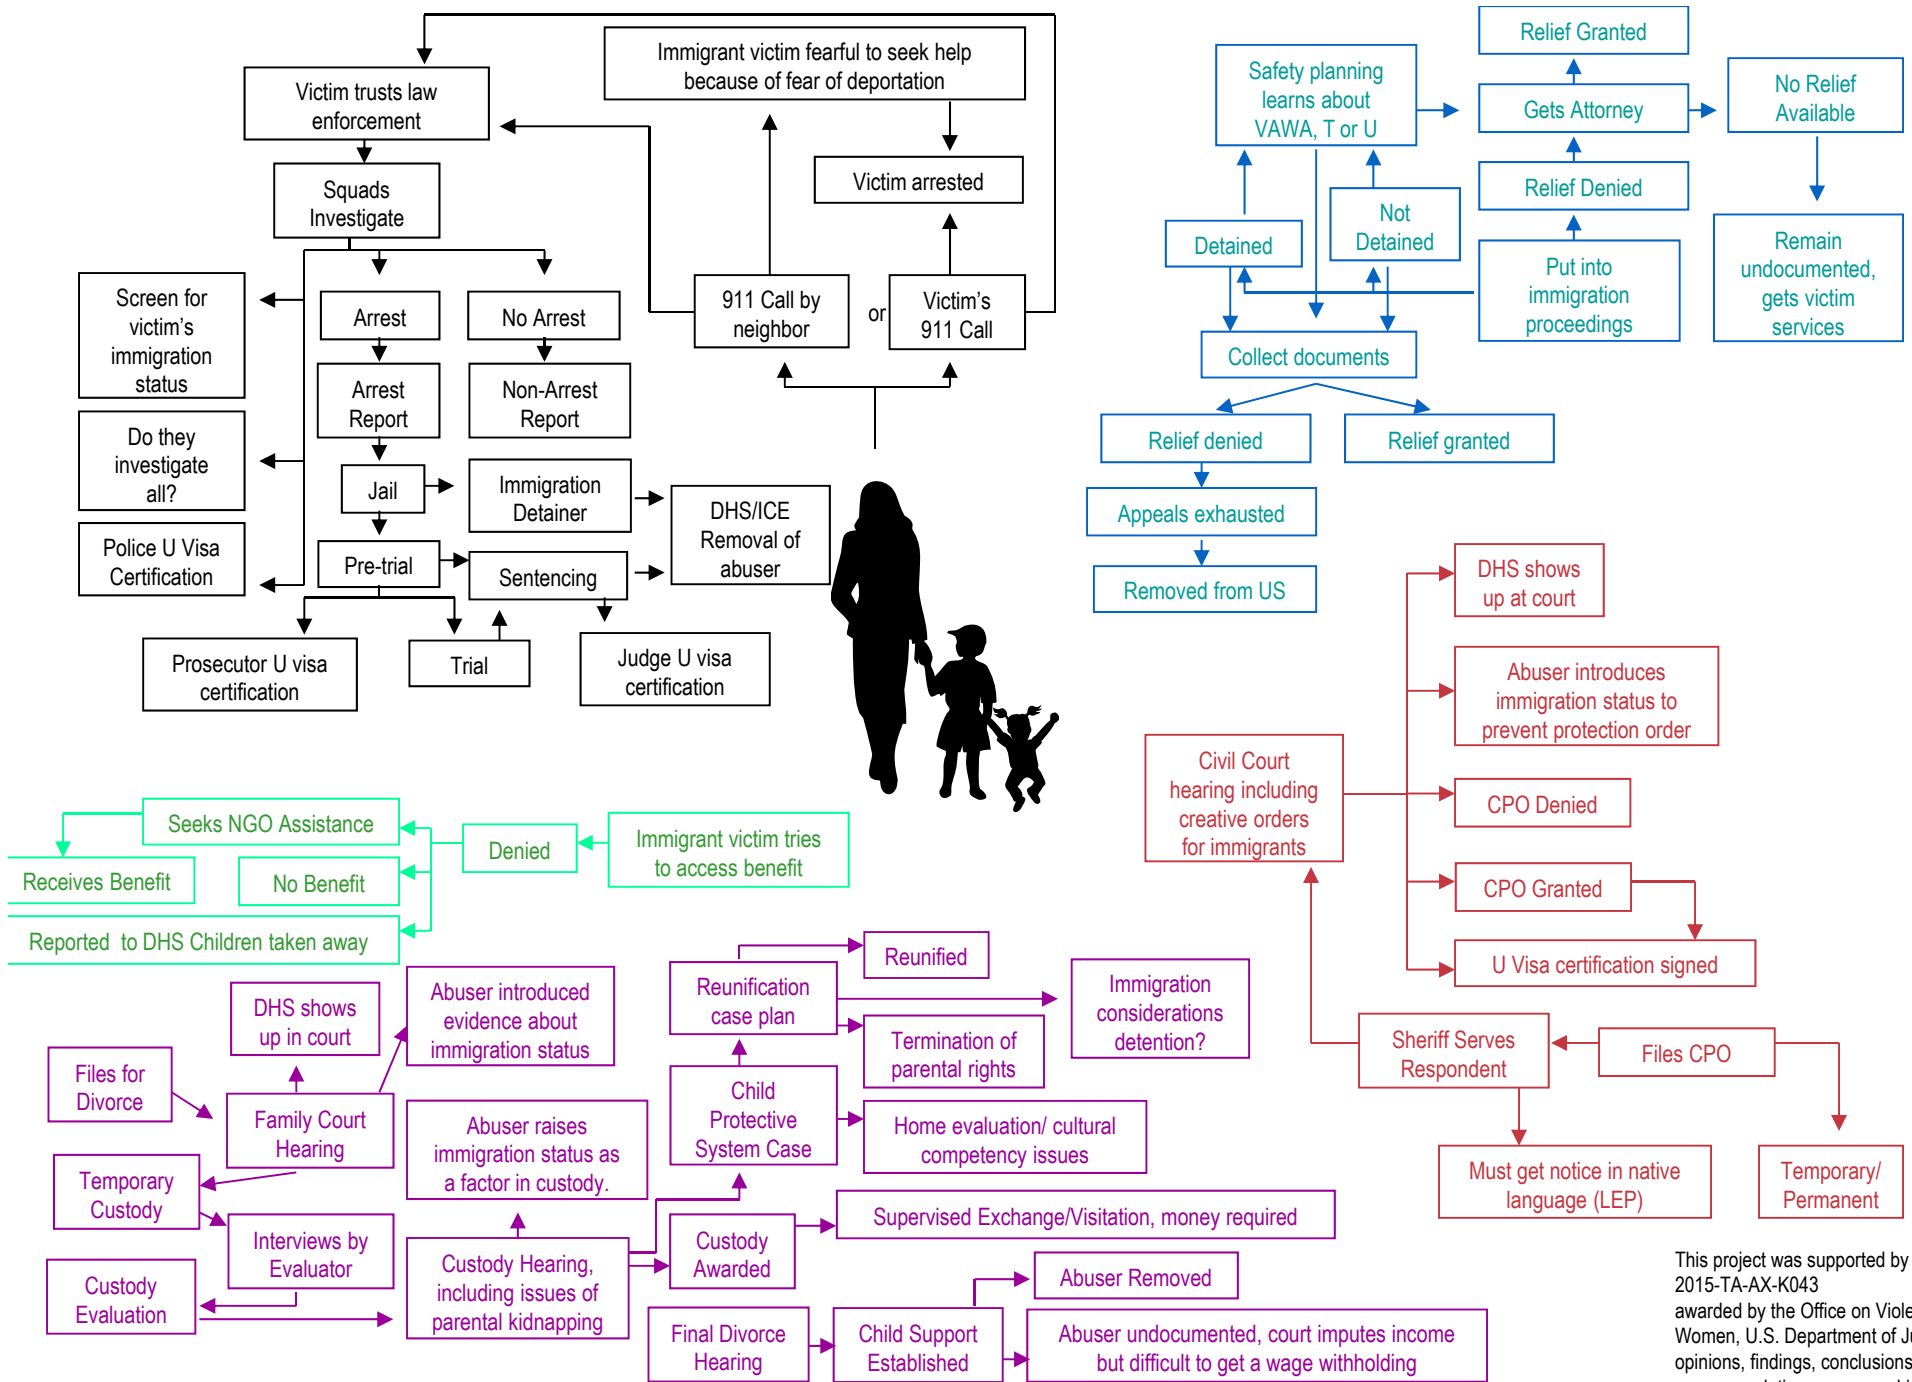 Immigrant victim fearful to seek help
because of fear of deportation
Victim trusts law
enforcement
Victim arrested
Squads
Investigate
Screen for
victim's
immigration
status
Arrest
No Arrest
911 Call by
neighbor
or
Victim's
911 Call
Arrest
Report
Non-Arrest
Report
Do they
investigate
all?
Jail
Immigration
Detainer
DHS/ICE
Removal of
abuser
Police U Visa
Certification
Pre-trial
Sentencing
Prosecutor U visa
certification
Trial
Judge U visa
certification
Relief Granted
Safety planning
learns about
VAWA, T or U
Gets Attorney
No Relief
Available
Relief Denied
Detained
Not
Detained
Put into
immigration
proceedings
Remain
undocumented,
gets victim
services
Collect documents
Relief denied
Relief granted
Appeals exhausted
Removed from US
DHS shows
up at court
Abuser introduces
immigration status to
prevent protection order
Civil Court
hearing including
creative orders
for immigrants
CPO Denied
CPO Granted
U Visa certification signed
Sheriff Serves
Respondent
Files CPO
Must get notice in native
language (LEP)
Temporary/
Permanent
Seeks NGO Assistance
Denied
Immigrant victim tries
to access benefit
Receives Benefit
No Benefit
Reported to DHS Children taken away
DHS shows
up in court
Abuser introduced
evidence about
immigration status
Reunified
Reunification
case plan
Immigration
considerations
detention?
Termination of
parental rights
Files for
Divorce
Family Court
Hearing
Abuser raises
immigration status as
a factor in custody.
Child
Protective
System Case
Home evaluation/ cultural
competency issues
Temporary
Custody
Interviews by
Evaluator
Custody Hearing,
including issues of
parental kidnapping
Custody
Awarded
Supervised Exchange/Visitation, money required
Custody
Evaluation
Abuser Removed
Final Divorce
Hearing
Child Support
Established
Abuser undocumented, court imputes income
but difficult to get a wage withholding
This project was supported by
2015-TA-AX-K043
awarded by the Office on
Women, U.S. Department of
opinions, findings, conclusions